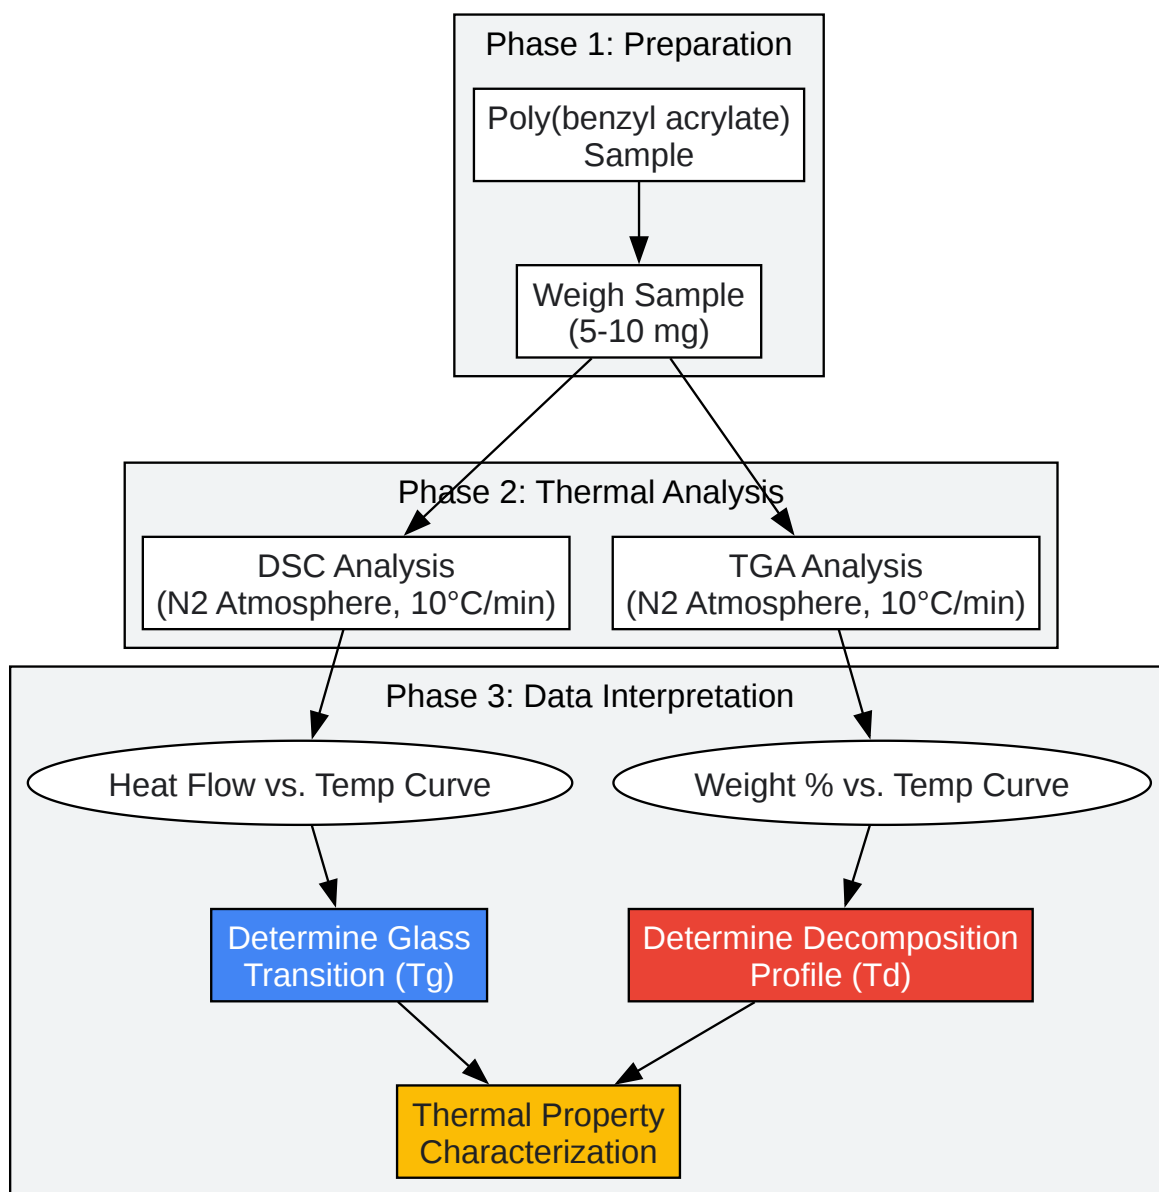 Phase 1: Preparation
Poly(benzyl acrylate)
Sample
Weigh Sample
(5-10 mg)
Phase 2: Thermal Analysis
DSC Analysis
(N2 Atmosphere, 10°C/min)
TGA Analysis
(N2 Atmosphere, 10°C/min)
Phase 3: Data Interpretation
Heat Flow vs. Temp Curve
Weight % vs. Temp Curve
Determine Glass
Transition (Tg)
Determine Decomposition
Profile (Td)
Thermal Property
Characterization